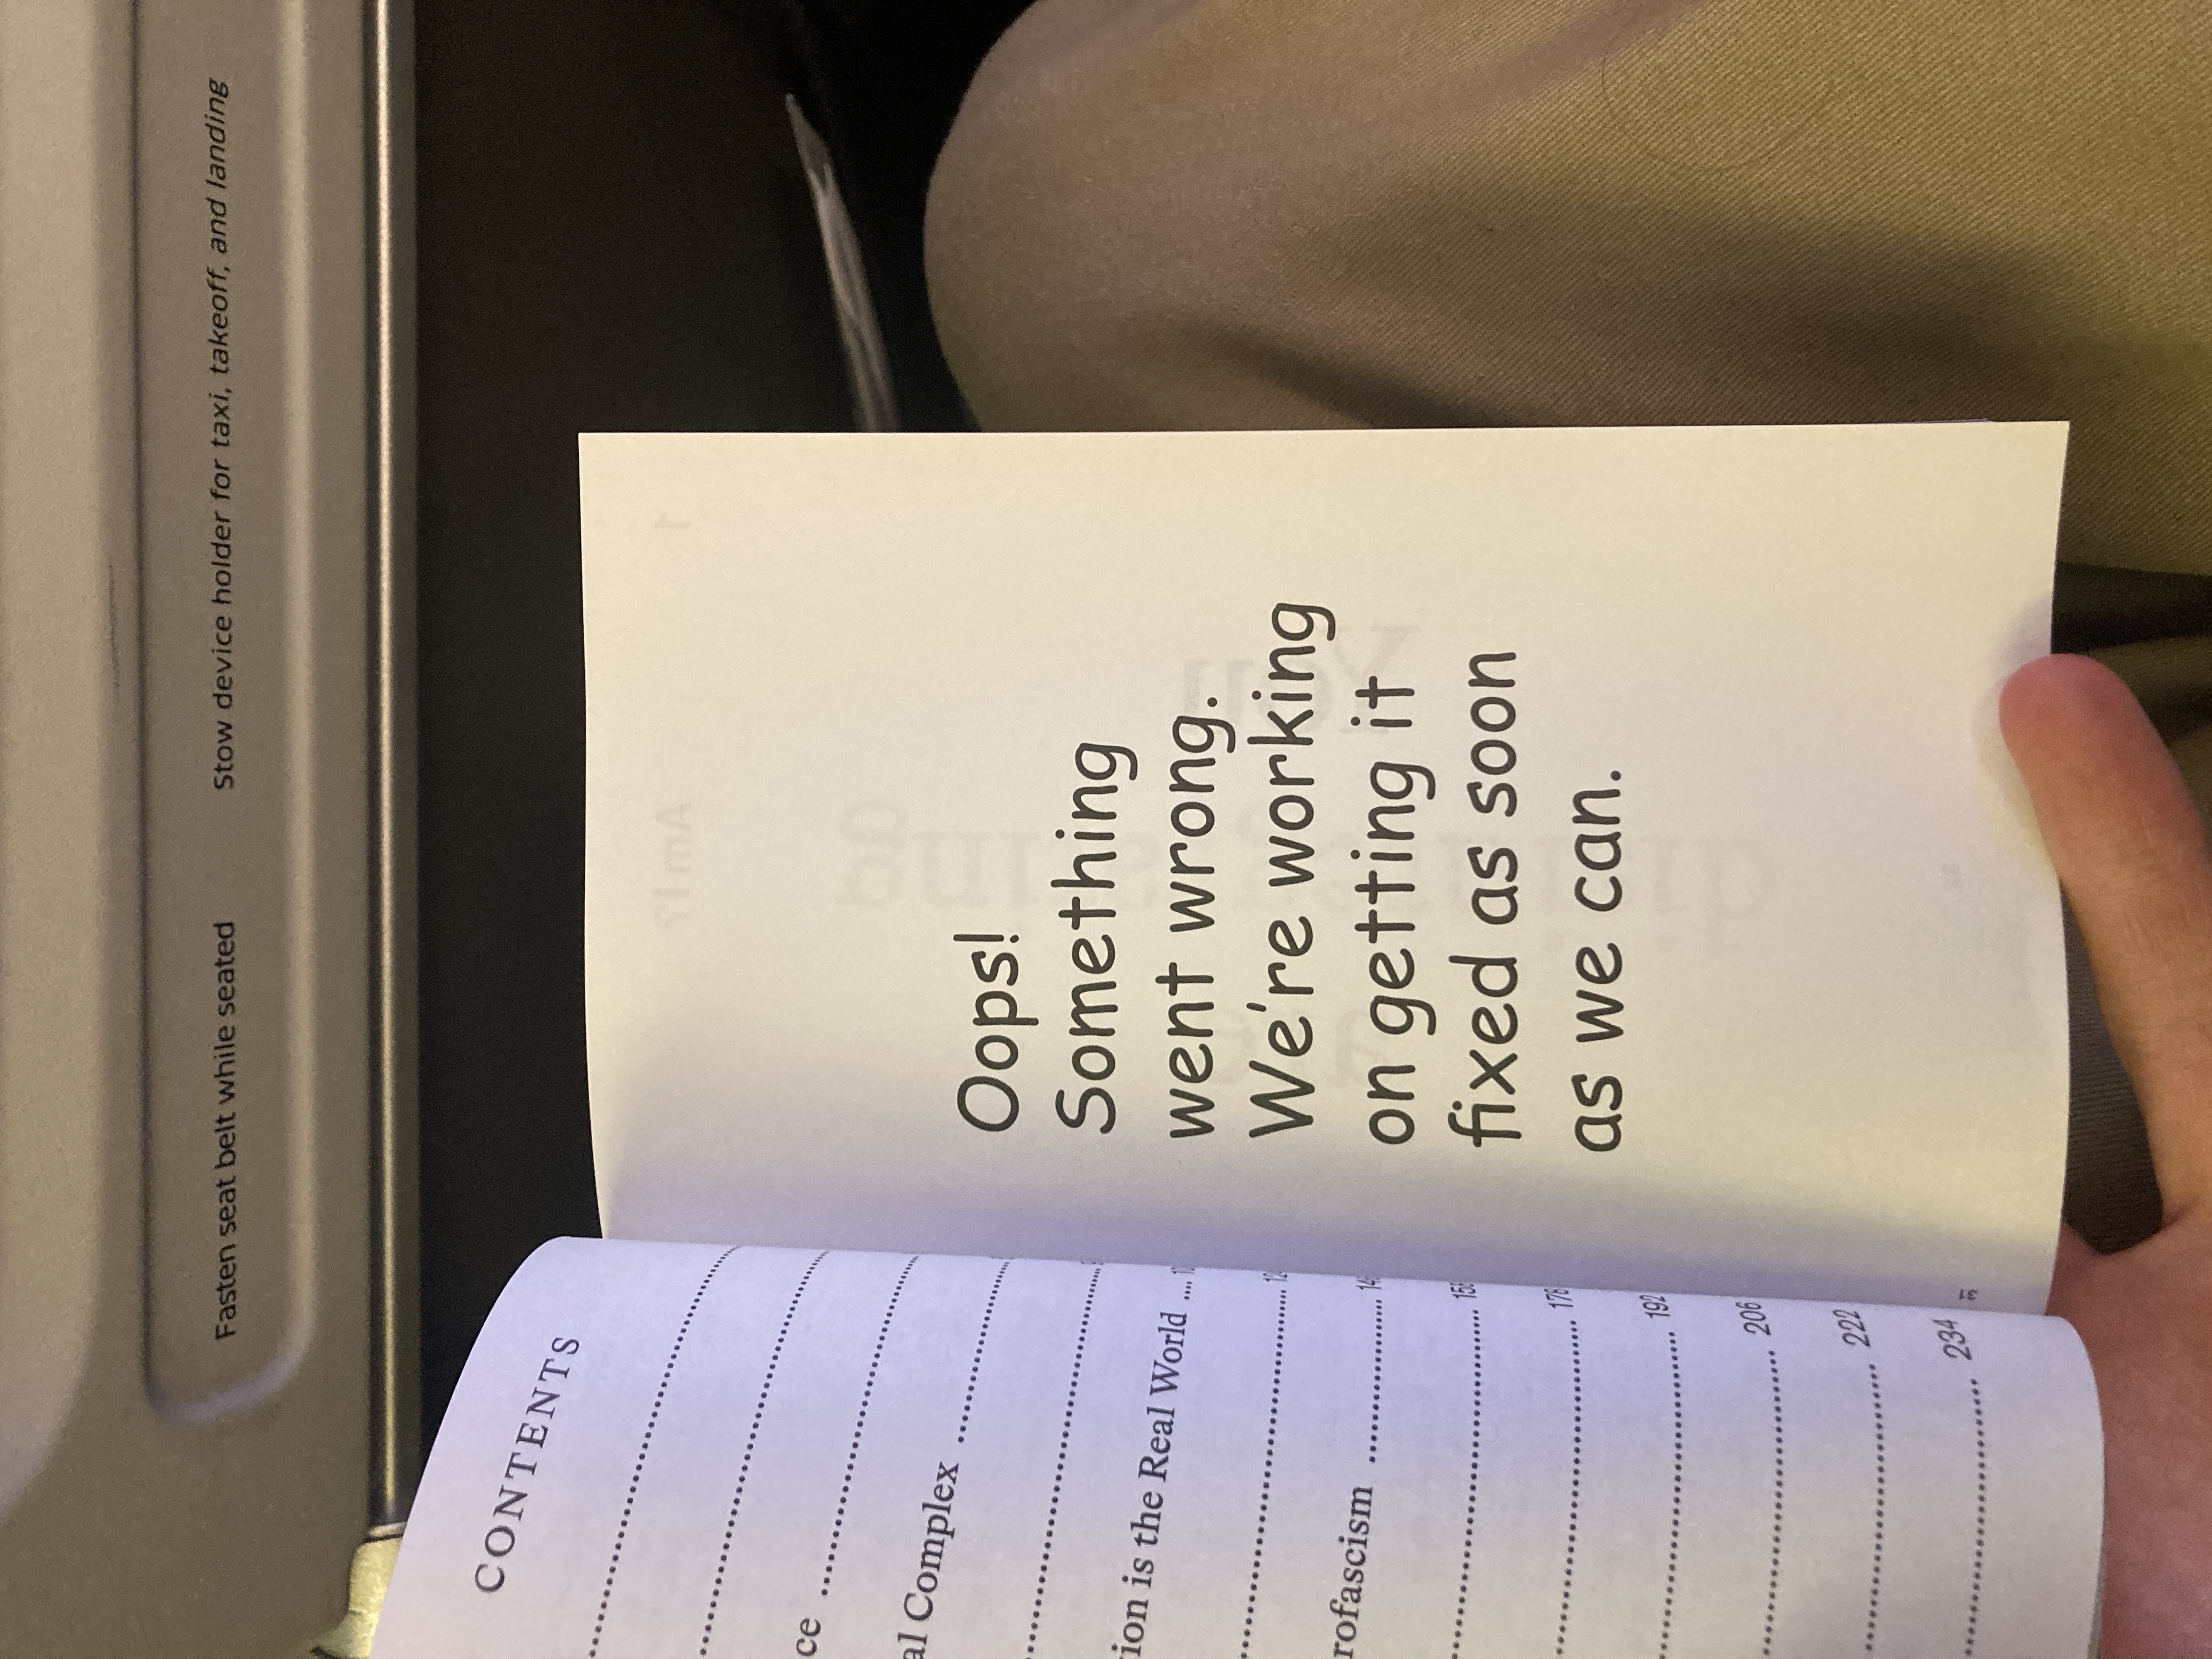 Fasten seat belt while seated
Stow device holder for taxi, takeoff, and landing
CONTENTS
ce
al Complex
ion is the Real World
rofascism
153
178
192
206
222
234
Oops!
Something
went wrong.
We're working
on getting it
fixed as soon
as we can.